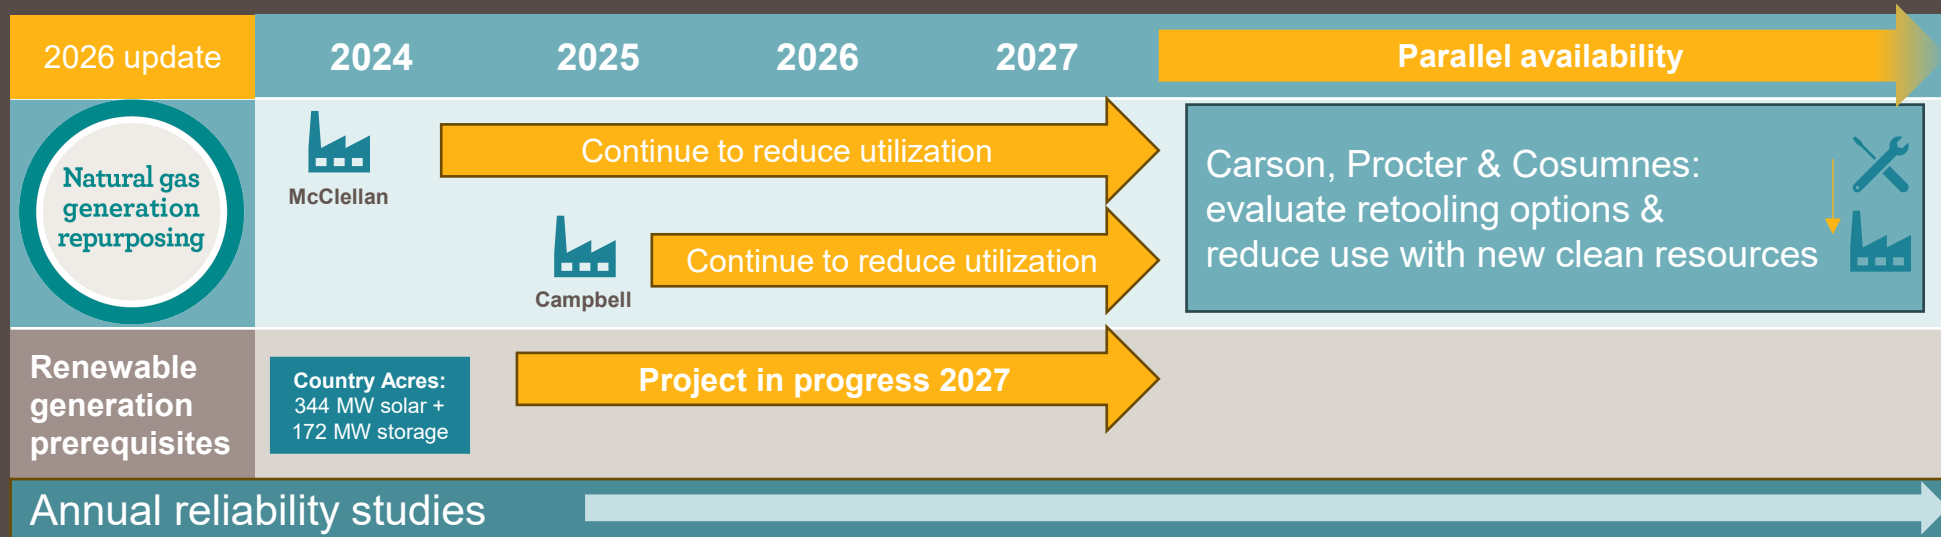 2026 update
2024
2025
2026
2027
Parallel availability
Natural gas
generation
repurposing
McClellan
Continue to reduce utilization
Campbell
Continue to reduce utilization
Carson, Procter & Cosumnes:
evaluate retooling options &
reduce use with new clean resources
Renewable
generation
prerequisites
Country Acres:
344 MW solar +
172 MW storage
Project in progress 2027
Annual reliability studies